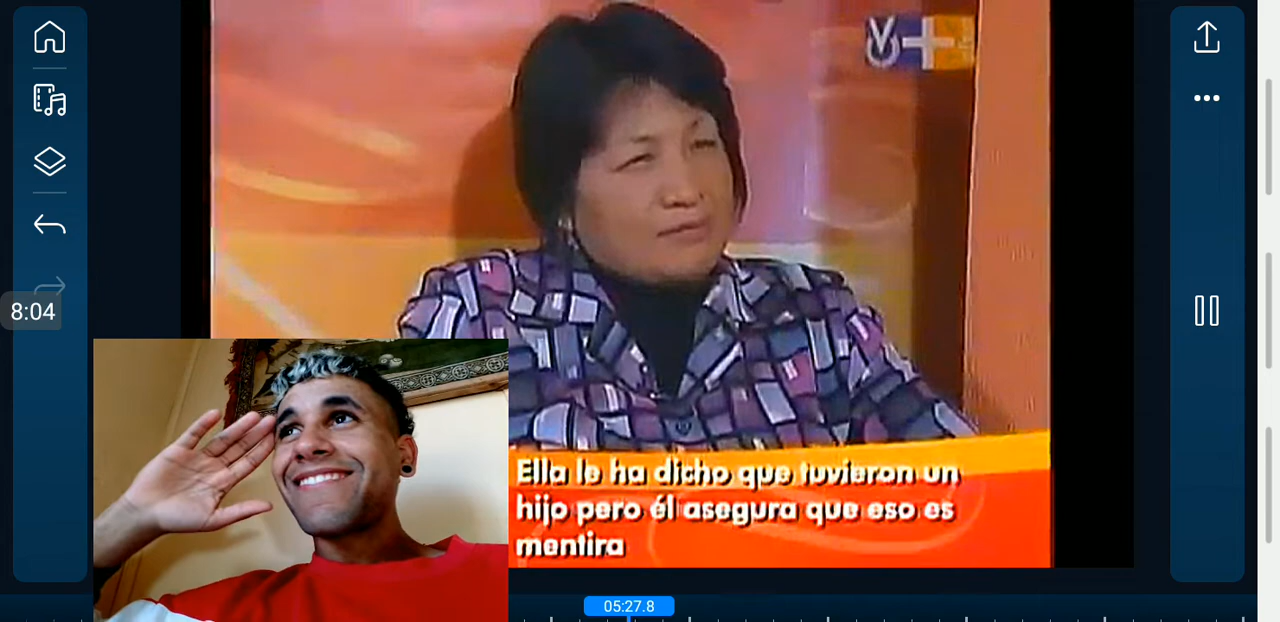 8:04
Ella le ha dicho que tuvieron un
hijo pero él asegura que eso es
mentira
05:27.8